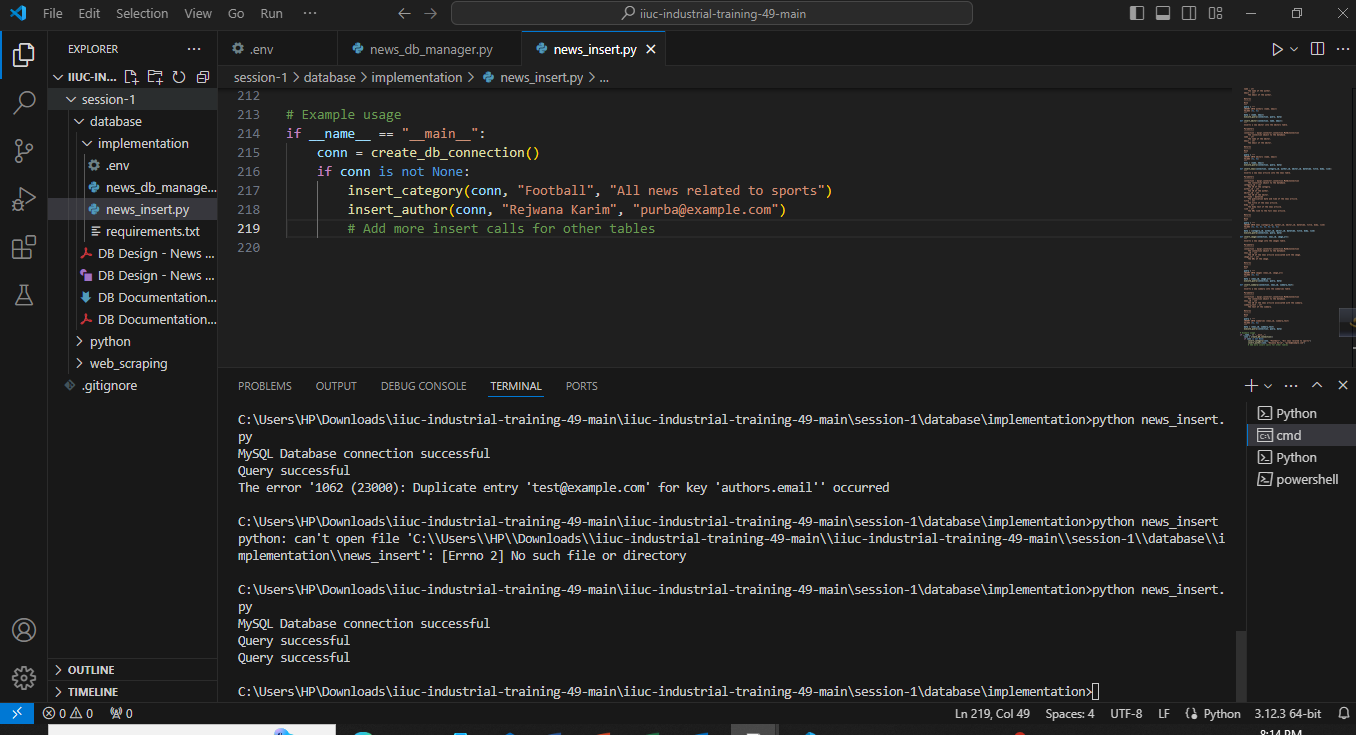 File Edit Selection View Go Run ··· iiuc-industrial-training-49-main
EXPLORER ···
.env news_db_manager.py news_insert.py
IIUC-IN...
session-1 > database > implementation > news_insert.py > ...
session-1
database
implementation
.env
news_db_manage...
news_insert.py
requirements.txt
DB Design - News ...
DB Design - News ...
DB Documentation...
DB Documentation...
python
web_scraping
.gitignore
OUTLINE
TIMELINE
212
213 # Example usage
214 if __name__ == "__main__":
215 conn = create_db_connection()
216 if conn is not None:
217 insert_category(conn, "Football", "All news related to sports")
218 insert_author(conn, "Rejwana Karim", "purba@example.com")
219 # Add more insert calls for other tables
220
PROBLEMS OUTPUT DEBUG CONSOLE TERMINAL PORTS
C:\Users\HP\Downloads\iiuc-industrial-training-49-main\iiuc-industrial-training-49-main\session-1\database\implementation>python news_insert.
py
MySQL Database connection successful
Query successful
The error '1062 (23000): Duplicate entry 'test@example.com' for key 'authors.email'' occurred
C:\Users\HP\Downloads\iiuc-industrial-training-49-main\iiuc-industrial-training-49-main\session-1\database\implementation>python news_insert
python: can't open file 'C:\\Users\\HP\\Downloads\\iiuc-industrial-training-49-main\\iiuc-industrial-training-49-main\\session-1\\database\\i
mplementation\\news_insert': [Errno 2] No such file or directory
C:\Users\HP\Downloads\iiuc-industrial-training-49-main\iiuc-industrial-training-49-main\session-1\database\implementation>python news_insert.
py
MySQL Database connection successful
Query successful
Query successful
C:\Users\HP\Downloads\iiuc-industrial-training-49-main\iiuc-industrial-training-49-main\session-1\database\implementation>
Python
cmd
Python
powershell
0 0 0 Ln 219, Col 49 Spaces: 4 UTF-8 LF Python 3.12.3 64-bit
8:14 PM